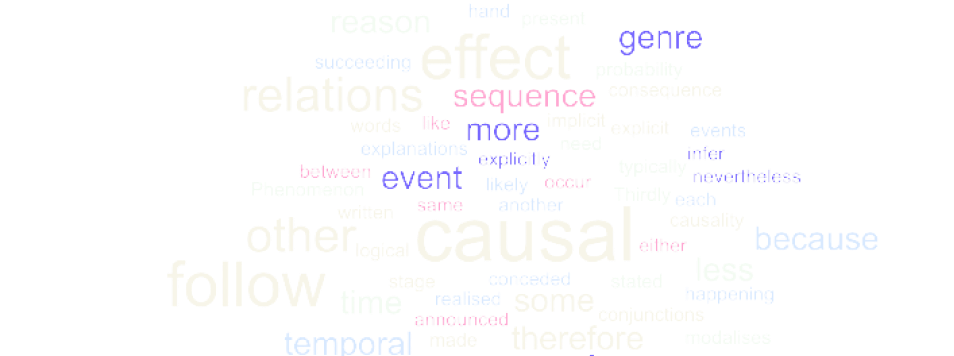 hand
reason present
genre
effect
succeeding probability
relations sequence consequence
words like more implicit explicit events
explanations need
explicitly infer
between event typically nevertheless
Phenomenon likely occur Thirdly each
written same another causality
other logical causal either because
follow stage conceded stated less
time realised some happening
announced conjunctions
temporal made therefore modalises